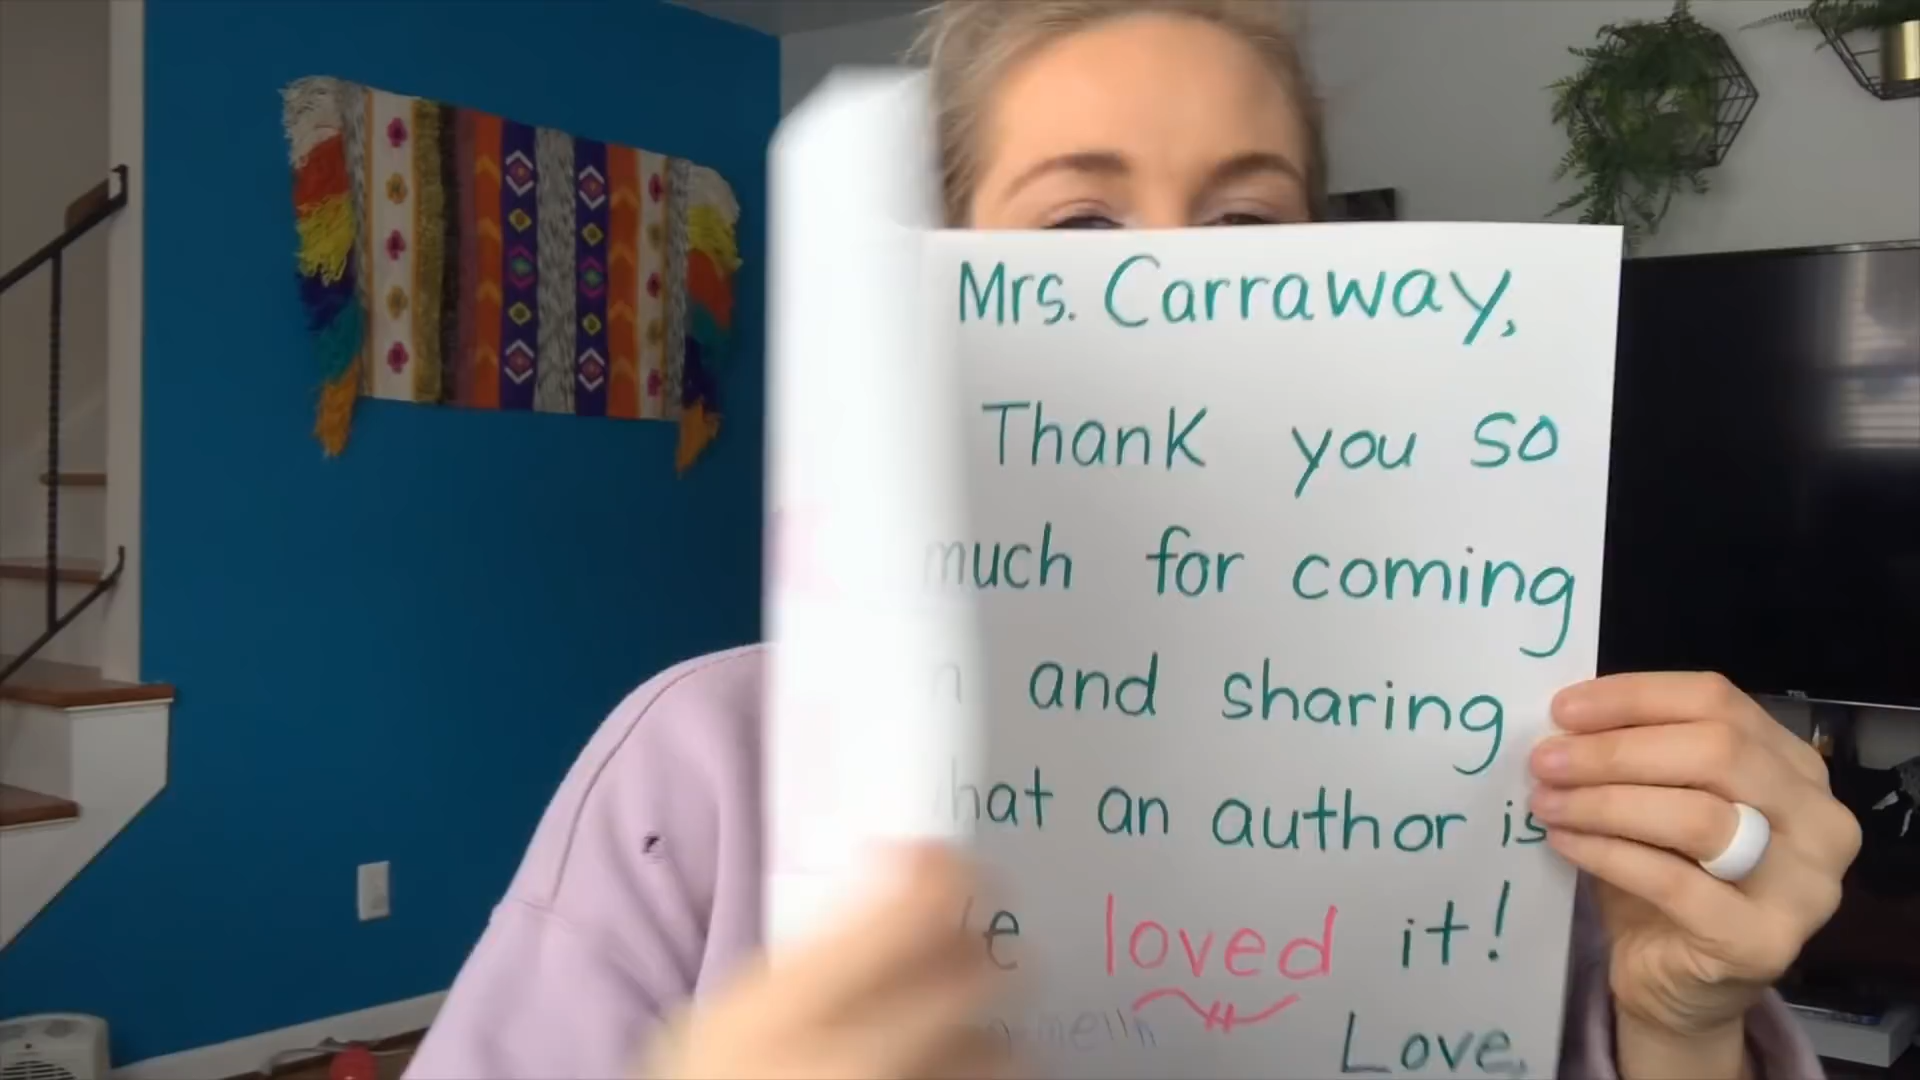 Mrs. Carraway,
Thank you so
much for coming
and sharing
an author is
loved it!
Love,